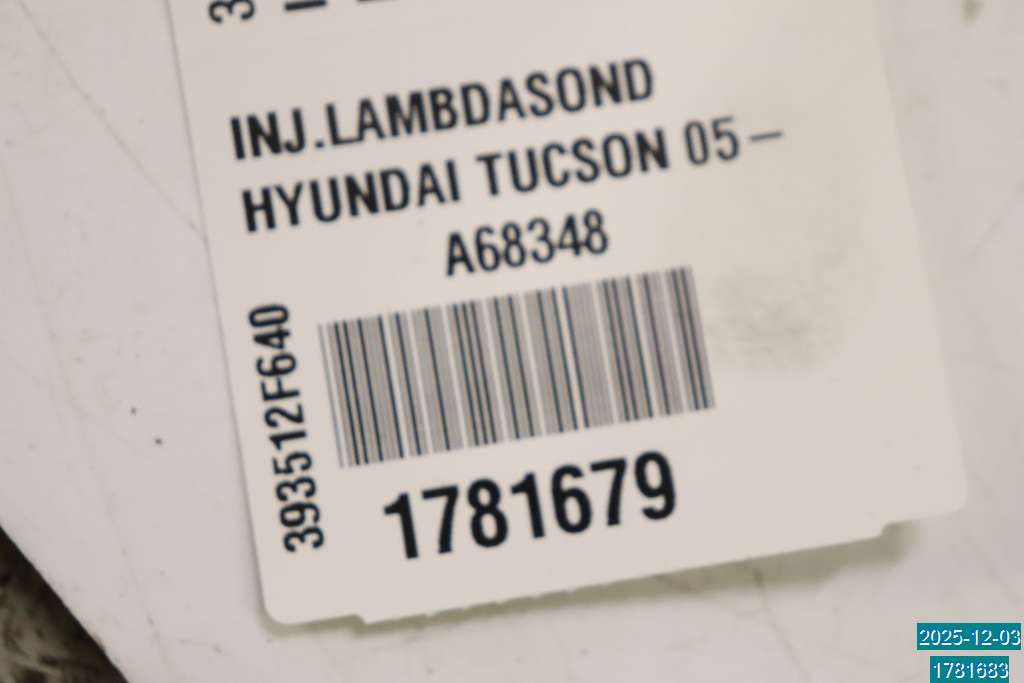 INJ.LAMBDASOND
HYUNDAI TUCSON 05–
A68348
393512F640
1781679
2025-12-03
1781683